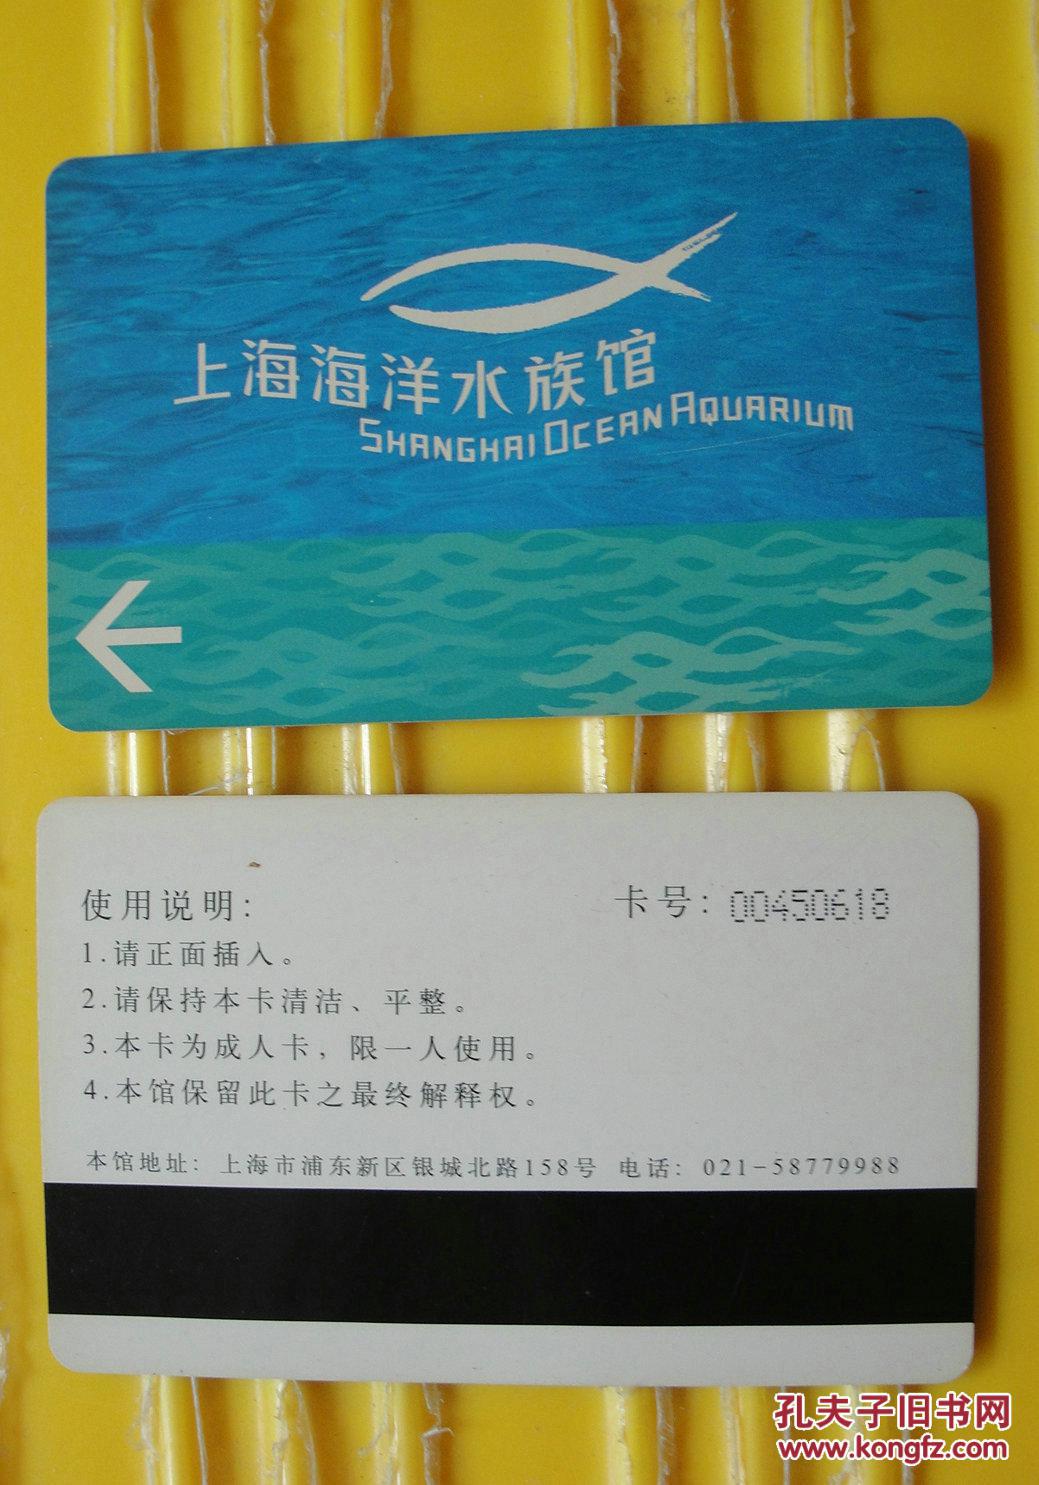 上海海洋水族馆
SHANGHAI OCEAN AQUARIUM
使用说明:
卡号: 00450618
1.请正面插入。
2.请保持本卡清洁、平整。
3.本卡为成人卡，限一人使用。
4.本馆保留此卡之最终解释权。
本馆地址: 上海市浦东新区银城北路158号 电话: 021-58779988
孔夫子旧书网
www.kongfz.com